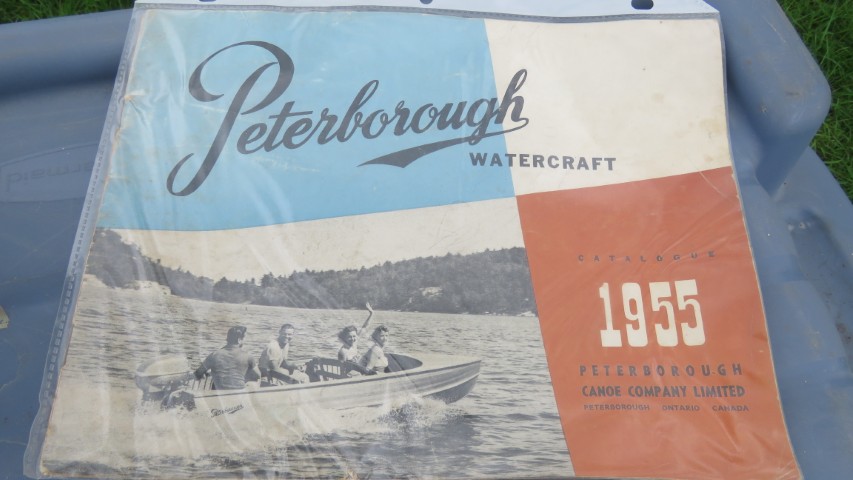 Peterborough
WATERCRAFT
CATALOGUE
1955
PETERBOROUGH
CANOE COMPANY LIMITED
PETERBOROUGH ONTARIO CANADA